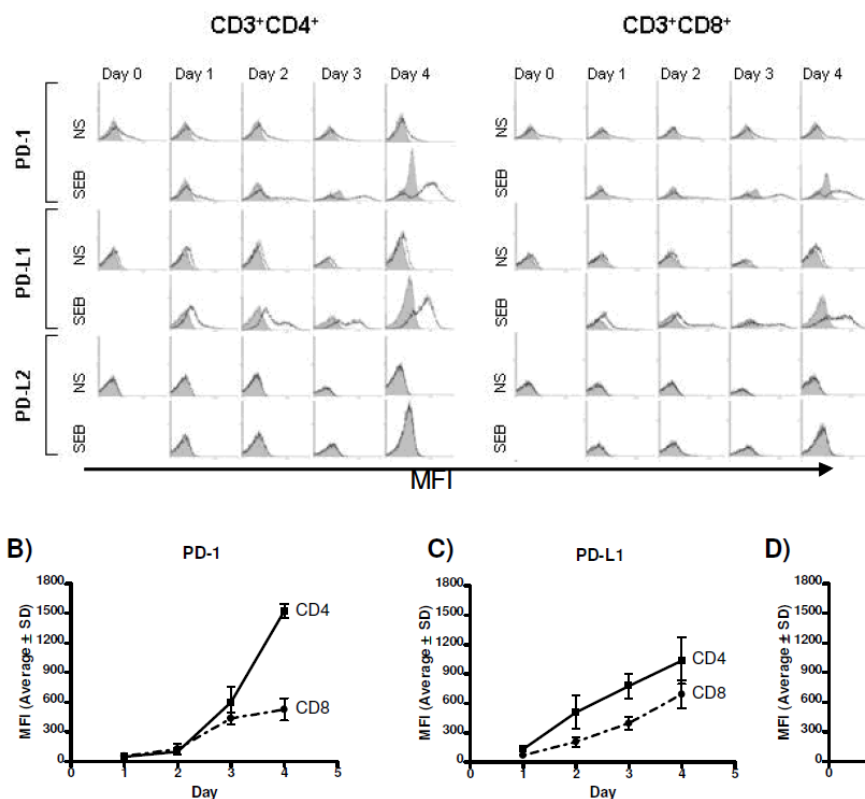 CD3⁺CD4⁺ CD3⁺CD8⁺
Day 0 Day 1 Day 2 Day 3 Day 4 Day 0 Day 1 Day 2 Day 3 Day 4
PD-1 NS NS
SEB SEB
PD-L1 NS NS
SEB SEB
PD-L2 NS NS
SEB SEB
MFI
B) PD-1
MFI (Average ± SD)
1800
1500
1200
900
600
300
0
CD4
CD8
0 1 2 3 4 5
Day
C) PD-L1
MFI (Average ± SD)
1800
1500
1200
900
600
300
0
CD4
CD8
0 1 2 3 4 5
Day
D)
MFI (Average ± SD)
1800
1500
1200
900
600
300
0
0